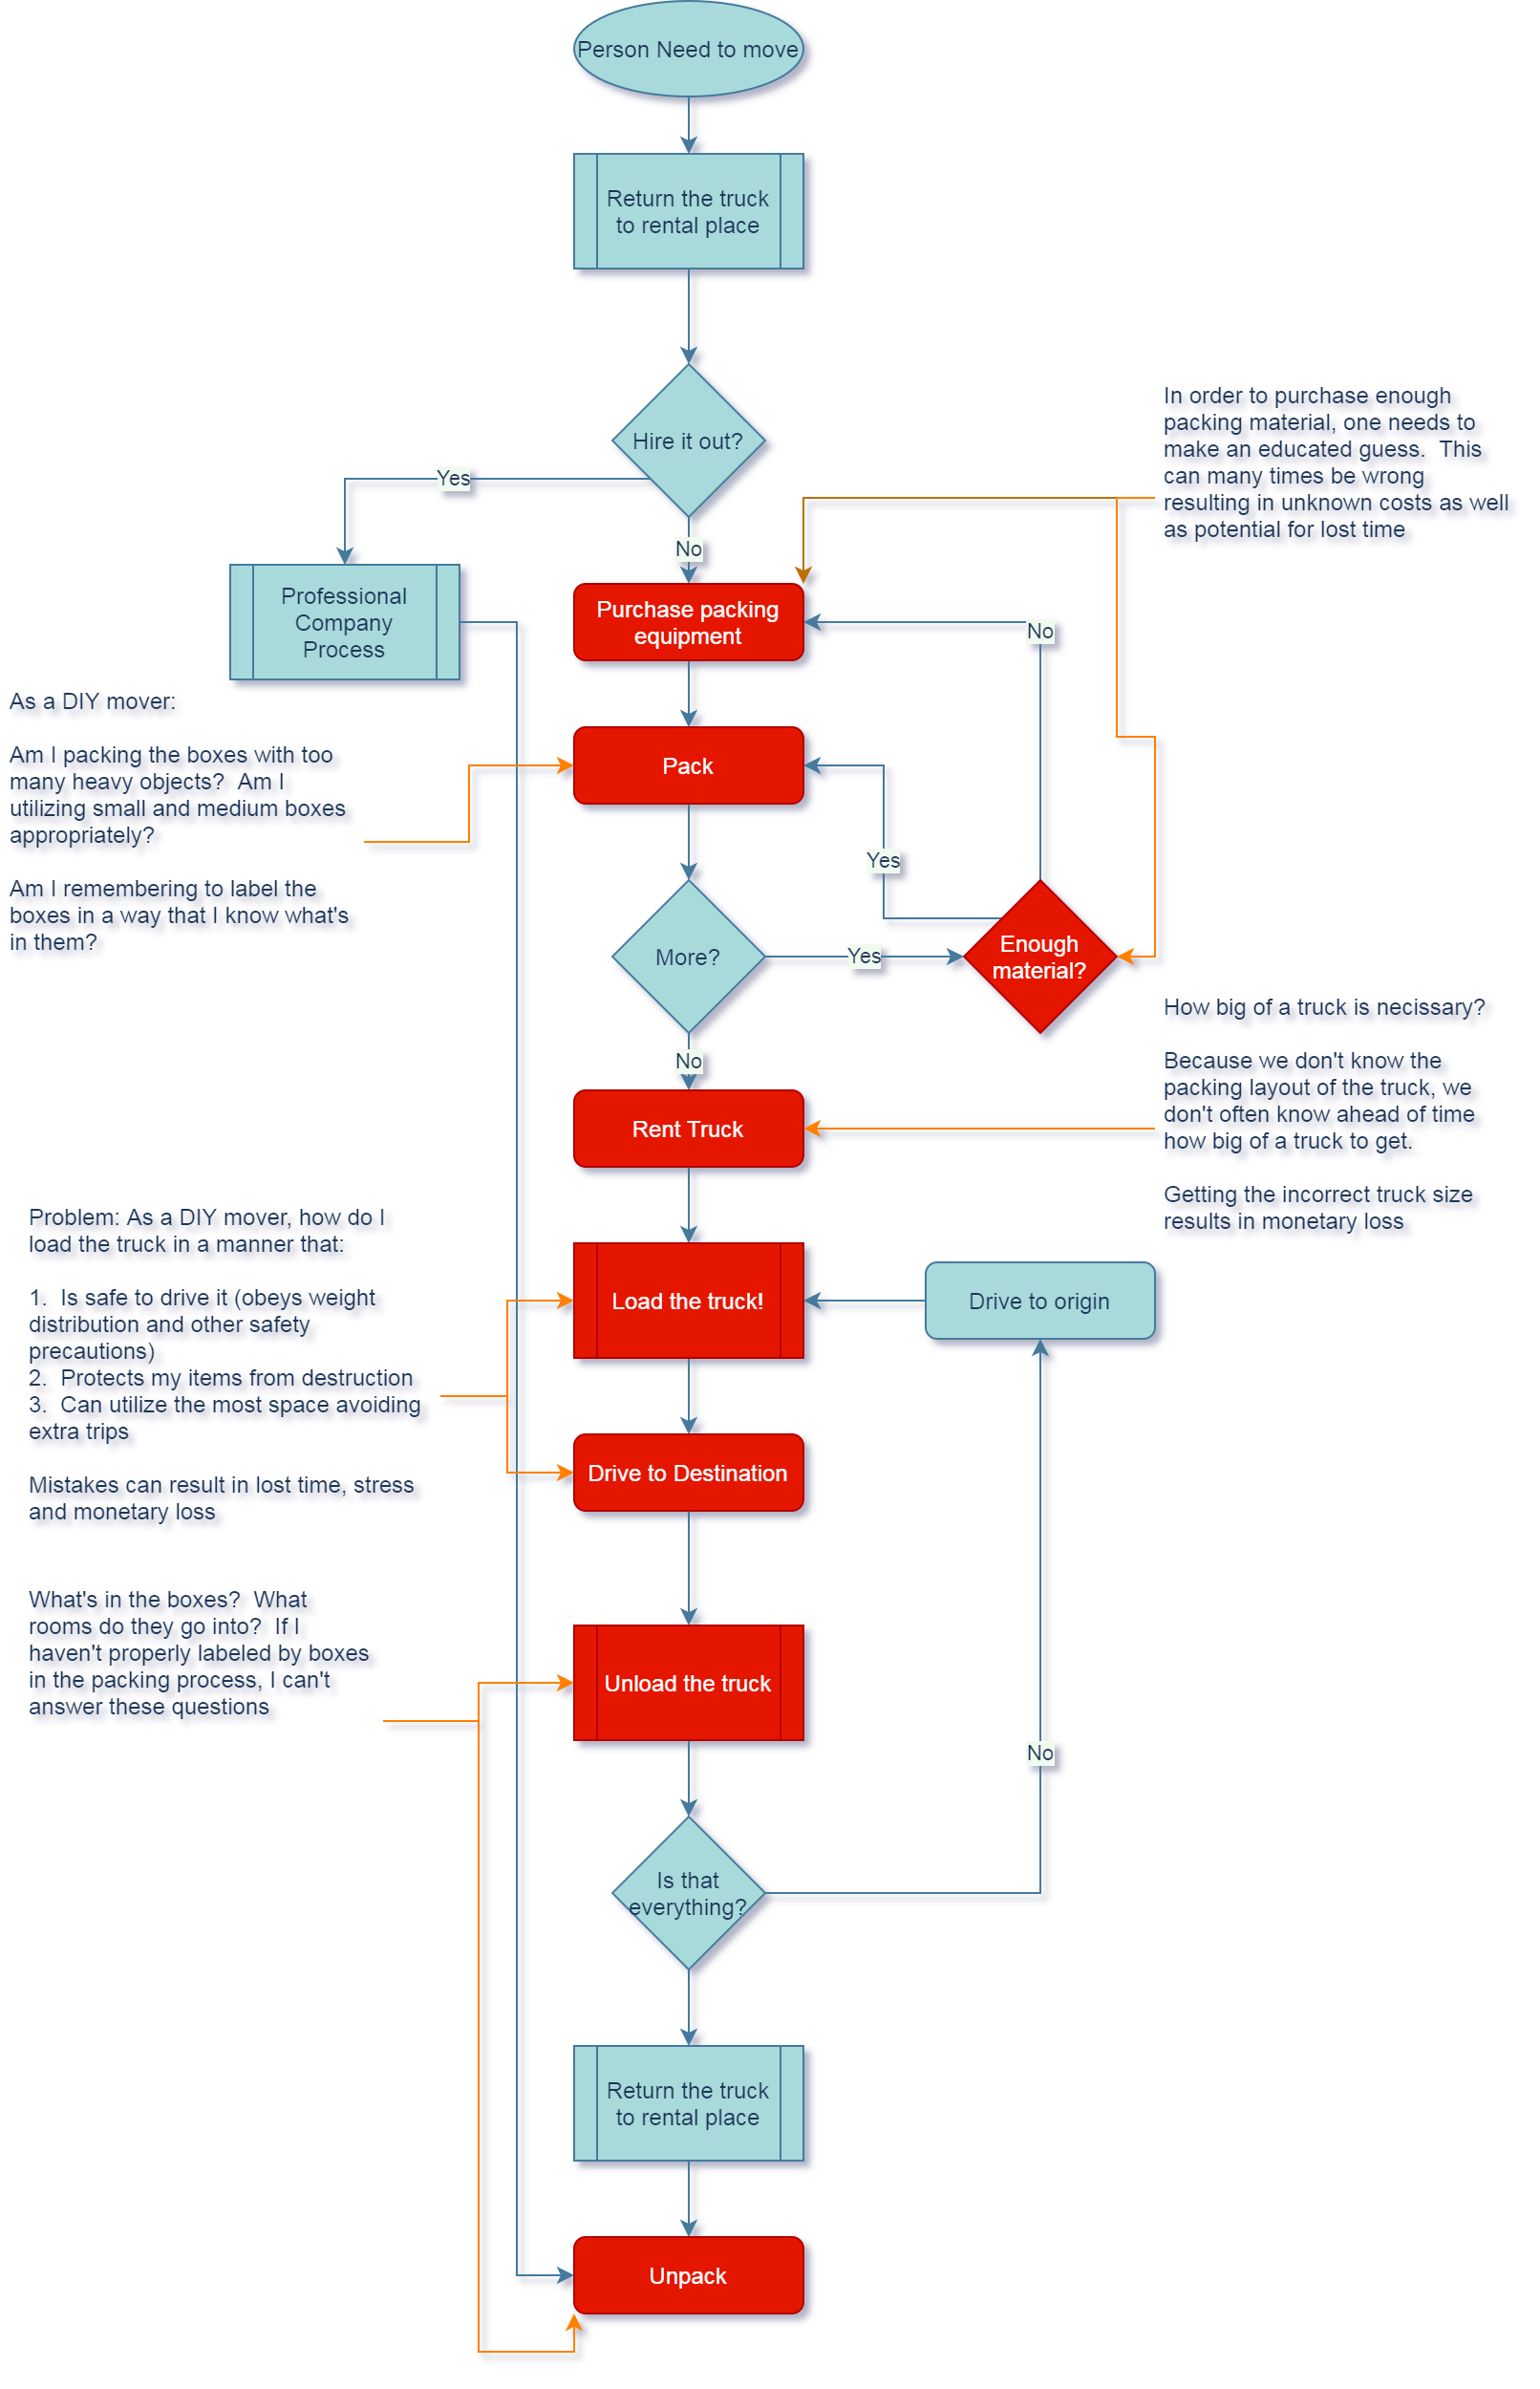 Person Need to move
Return the truck
to rental place
Hire it out?
Yes
No
In order to purchase enough
packing material, one needs to
make an educated guess.  This
can many times be wrong
resulting in unknown costs as well
as potential for lost time
Professional
Company
Process
Purchase packing
equipment
No
As a DIY mover:
Am I packing the boxes with too
many heavy objects?  Am I
utilizing small and medium boxes
appropriately?
Am I remembering to label the
boxes in a way that I know what's
in them?
Pack
Yes
More?
Yes
Enough
material?
No
How big of a truck is necissary?
Because we don't know the
packing layout of the truck, we
don't often know ahead of time
how big of a truck to get.
Getting the incorrect truck size
results in monetary loss
Rent Truck
Problem: As a DIY mover, how do I
load the truck in a manner that:
1.  Is safe to drive it (obeys weight
distribution and other safety
precautions)
2.  Protects my items from destruction
3.  Can utilize the most space avoiding
extra trips
Mistakes can result in lost time, stress
and monetary loss
Load the truck!
Drive to origin
Drive to Destination
What's in the boxes?  What
rooms do they go into?  If I
haven't properly labeled by boxes
in the packing process, I can't
answer these questions
Unload the truck
No
Is that
everything?
Return the truck
to rental place
Unpack